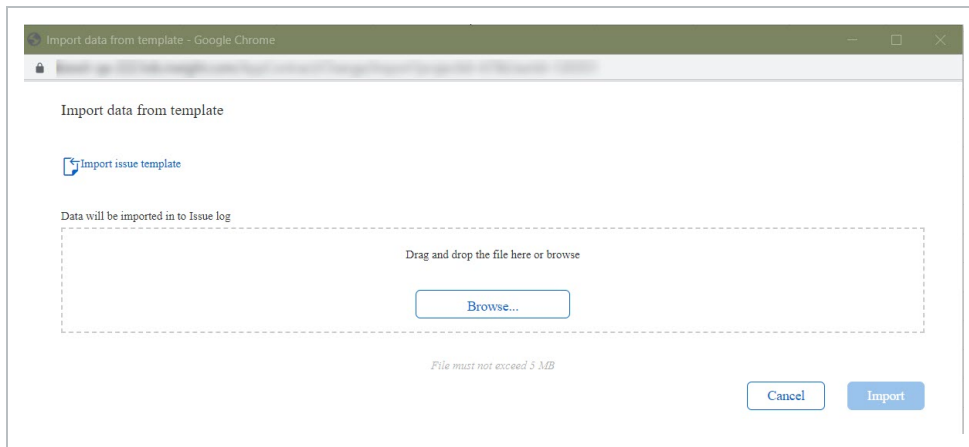 Import data from template - Google Chrome
Import data from template
Import issue template
Data will be imported in to Issue log
Drag and drop the file here or browse
Browse...
File must not exceed 5 MB
Cancel
Import